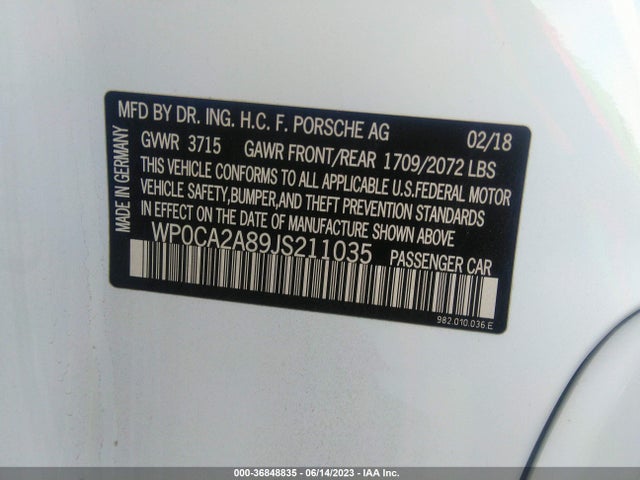 MFD BY DR. ING. H.C. F. PORSCHE AG 02/18
GVWR 3715 GAWR FRONT/REAR 1709/2072 LBS
THIS VEHICLE CONFORMS TO ALL APPLICABLE U.S.FEDERAL MOTOR
VEHICLE SAFETY,BUMPER,AND THEFT PREVENTION STANDARDS
IN EFFECT ON THE DATE OF MANUFACTURE SHOWN ABOVE
WP0CA2A89JS211035 PASSENGER CAR
MADE IN GERMANY
982.010.036.E
000-36848835 - 06/14/2023 - IAA Inc.